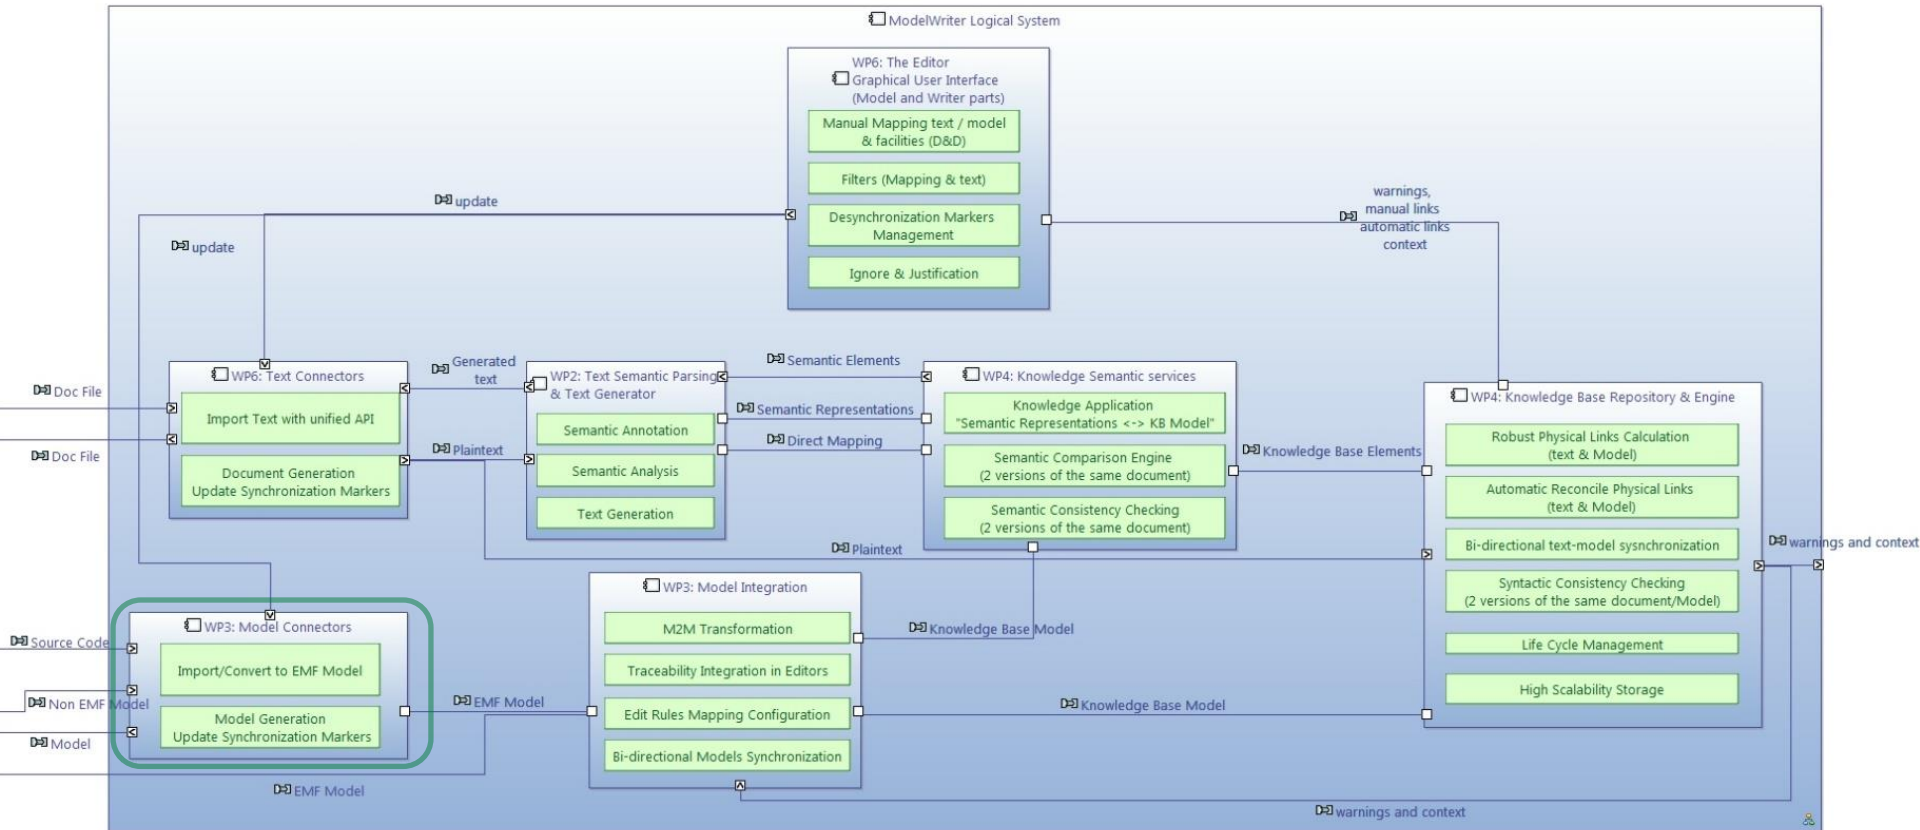 ModelWriter Logical System
WP6: The Editor
Graphical User Interface
(Model and Writer parts)
Manual Mapping text / model
& facilities (D&D)
Filters (Mapping & text)
Desynchronization Markers
Management
Ignore & Justification
update
update
warnings,
manual links
automatic links
context
Doc File
Doc File
WP6: Text Connectors
Import Text with unified API
Document Generation
Update Synchronization Markers
Generated
text
Plaintext
WP2: Text Semantic Parsing
& Text Generator
Semantic Annotation
Semantic Analysis
Text Generation
Semantic Elements
Semantic Representations
Direct Mapping
WP4: Knowledge Semantic services
Knowledge Application
"Semantic Representations <-> KB Model"
Semantic Comparison Engine
(2 versions of the same document)
Semantic Consistency Checking
(2 versions of the same document)
Knowledge Base Elements
Plaintext
WP4: Knowledge Base Repository & Engine
Robust Physical Links Calculation
(text & Model)
Automatic Reconcile Physical Links
(text & Model)
Bi-directional text-model sysnchronization
Syntactic Consistency Checking
(2 versions of the same document/Model)
Life Cycle Management
High Scalability Storage
warnings and context
Source Code
Non EMF Model
Model
WP3: Model Connectors
Import/Convert to EMF Model
Model Generation
Update Synchronization Markers
EMF Model
EMF Model
WP3: Model Integration
M2M Transformation
Traceability Integration in Editors
Edit Rules Mapping Configuration
Bi-directional Models Synchronization
Knowledge Base Model
Knowledge Base Model
warnings and context